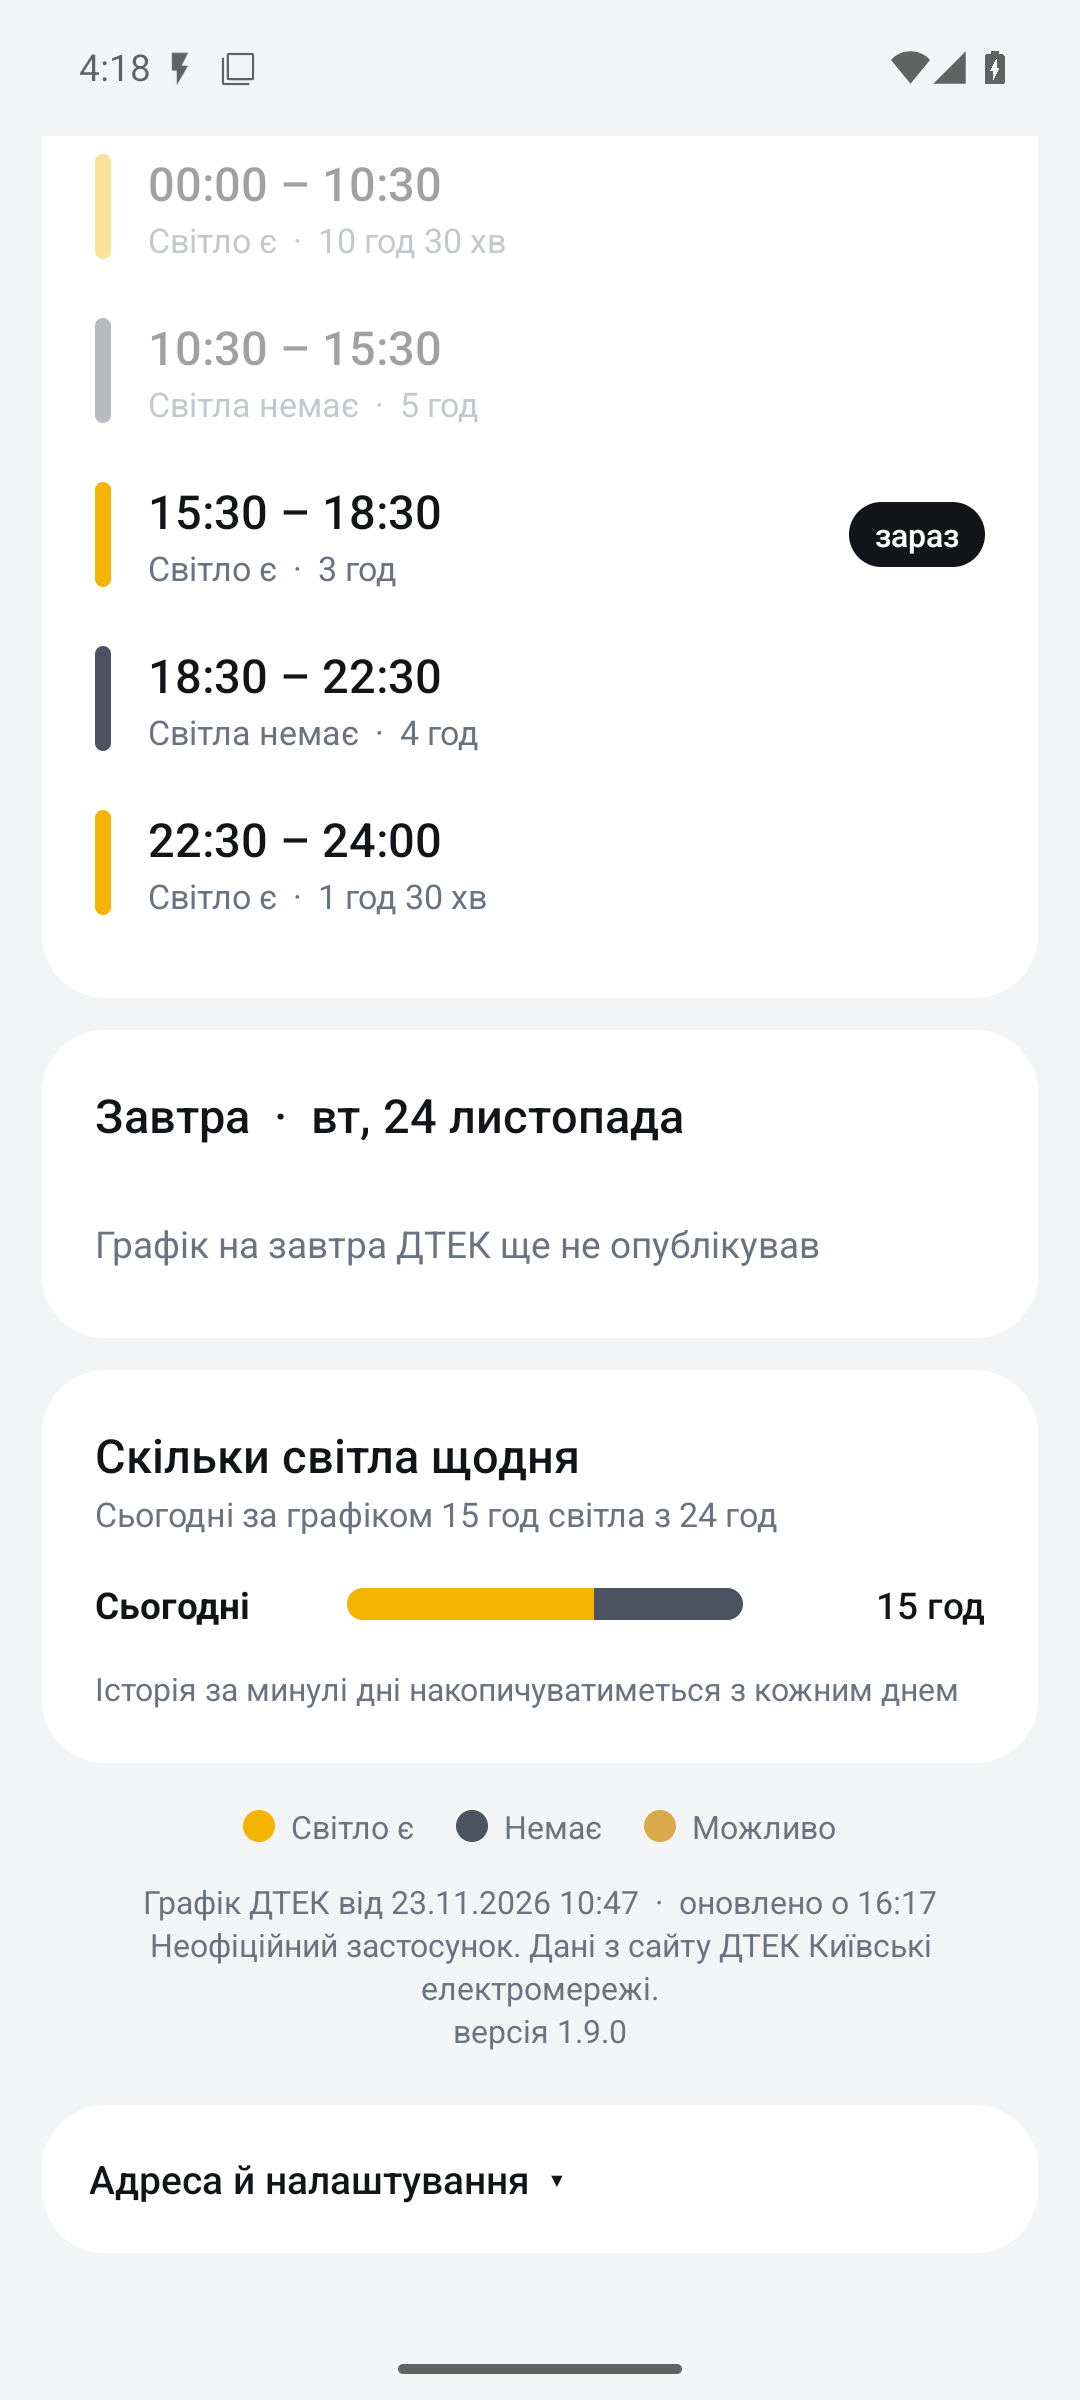 4:18
00:00 – 10:30
Світло є · 10 год 30 хв
10:30 – 15:30
Світла немає · 5 год
15:30 – 18:30
зараз
Світло є · 3 год
18:30 – 22:30
Світла немає · 4 год
22:30 – 24:00
Світло є · 1 год 30 хв
Завтра · вт, 24 листопада
Графік на завтра ДТЕК ще не опублікував
Скільки світла щодня
Сьогодні за графіком 15 год світла з 24 год
Сьогодні 15 год
Історія за минулі дні накопичуватиметься з кожним днем
Світло є Немає Можливо
Графік ДТЕК від 23.11.2026 10:47 · оновлено о 16:17
Неофіційний застосунок. Дані з сайту ДТЕК Київські
електромережі.
версія 1.9.0
Адреса й налаштування ▾